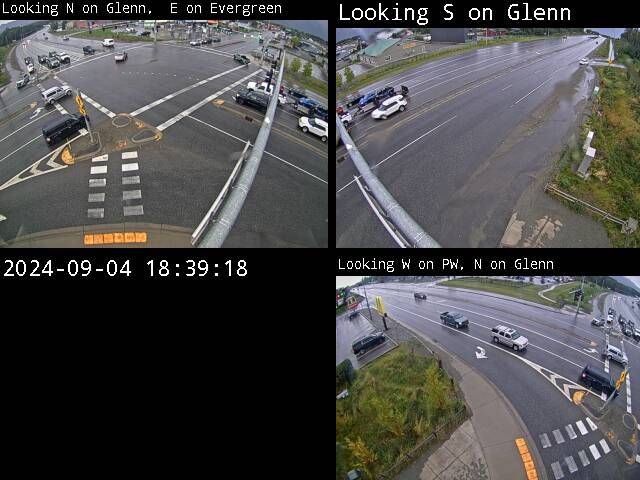 Looking N on Glenn,  E on Evergreen
Looking S on Glenn
2024-09-04 18:39:18
Looking W on PW, N on Glenn